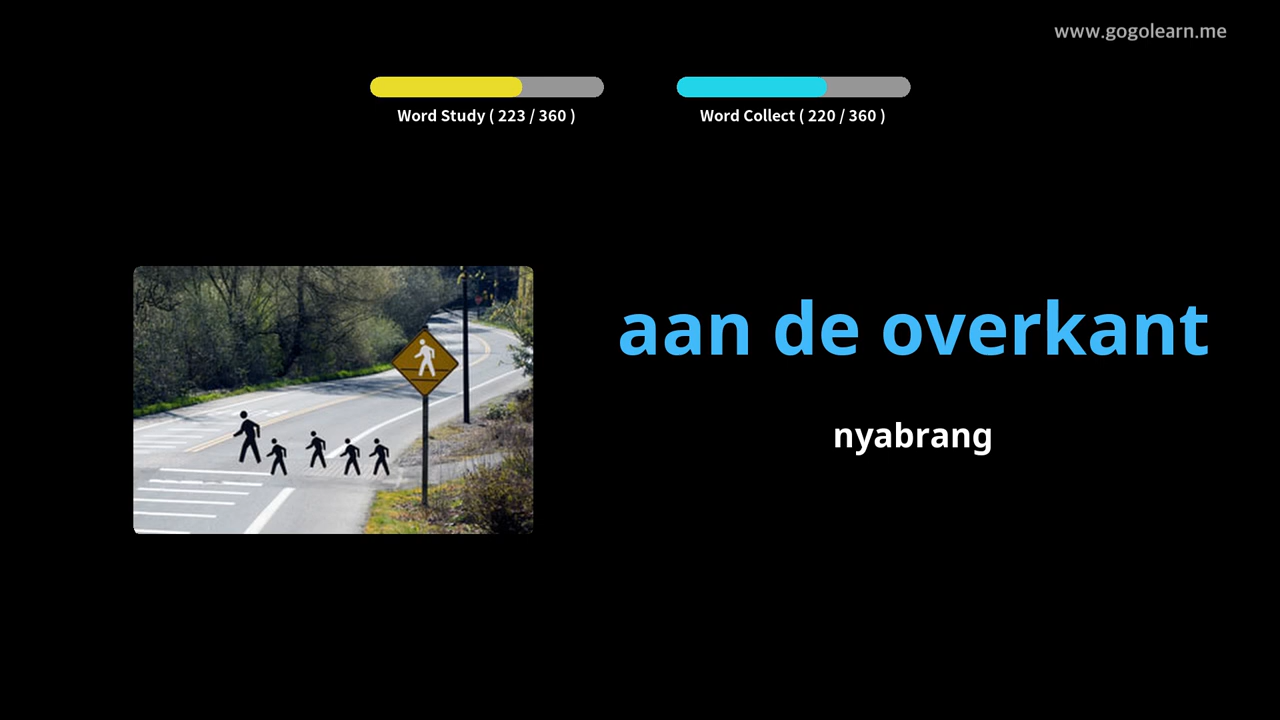 www.gogolearn.me
Word Study ( 223 / 360 )
Word Collect ( 220 / 360 )
aan de overkant
nyabrang